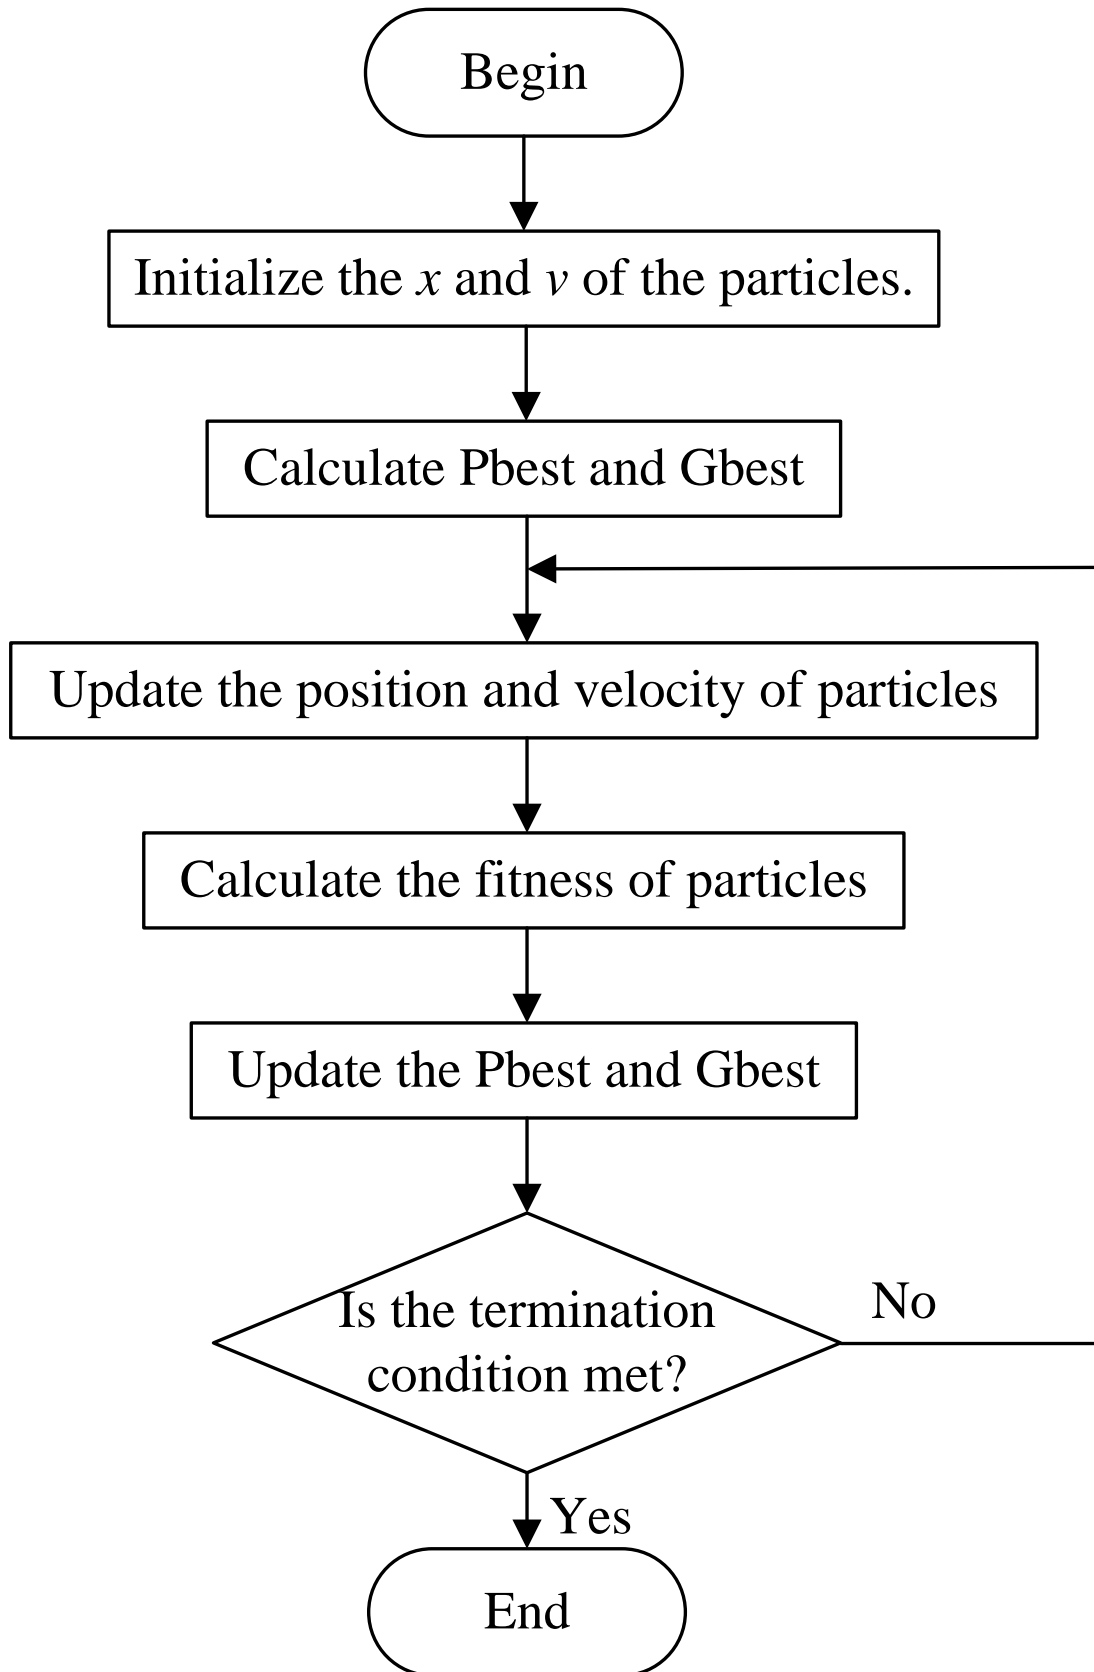 Begin
Initialize the x and v of the particles.
Calculate Pbest and Gbest
Update the position and velocity of particles
Calculate the fitness of particles
Update the Pbest and Gbest
Is the termination
condition met?
No
Yes
End